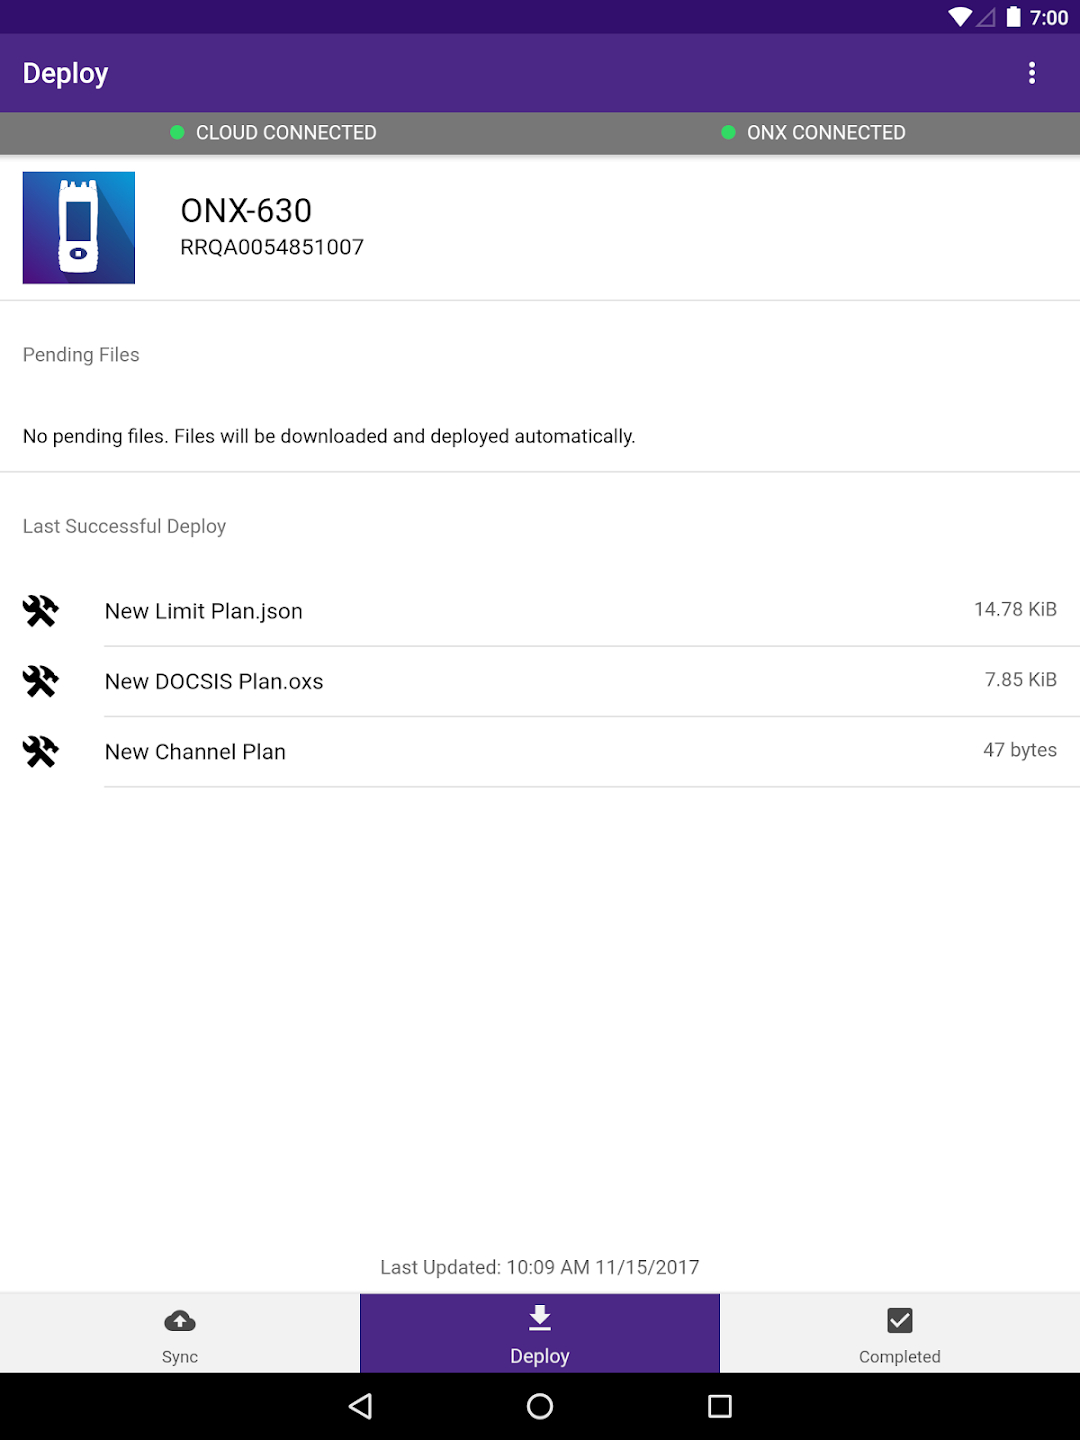 7:00
Deploy
CLOUD CONNECTED
ONX CONNECTED
ONX-630
RRQA0054851007
Pending Files
No pending files. Files will be downloaded and deployed automatically.
Last Successful Deploy
New Limit Plan.json
14.78 KiB
New DOCSIS Plan.oxs
7.85 KiB
New Channel Plan
47 bytes
Last Updated: 10:09 AM 11/15/2017
Sync
Deploy
Completed